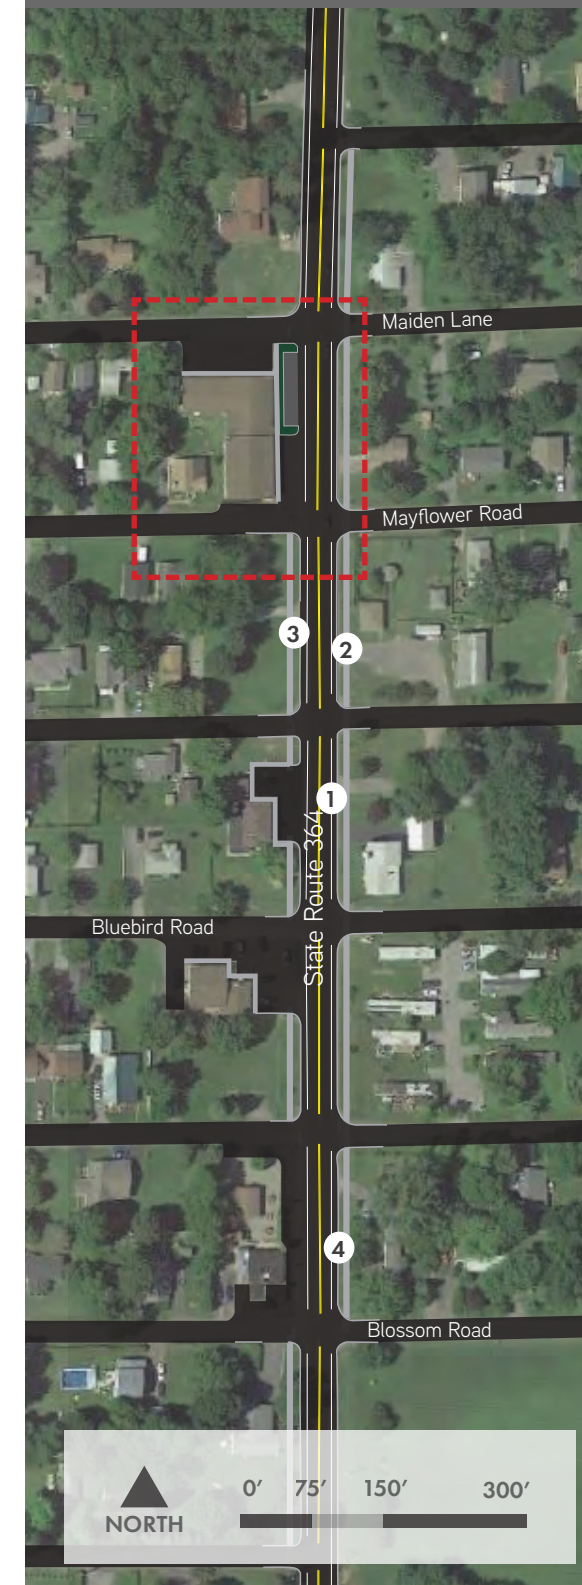 Maiden Lane
Mayflower Road
3
2
1
State Route 364
Bluebird Road
4
Blossom Road
0′ 75′ 150′ 300′
NORTH